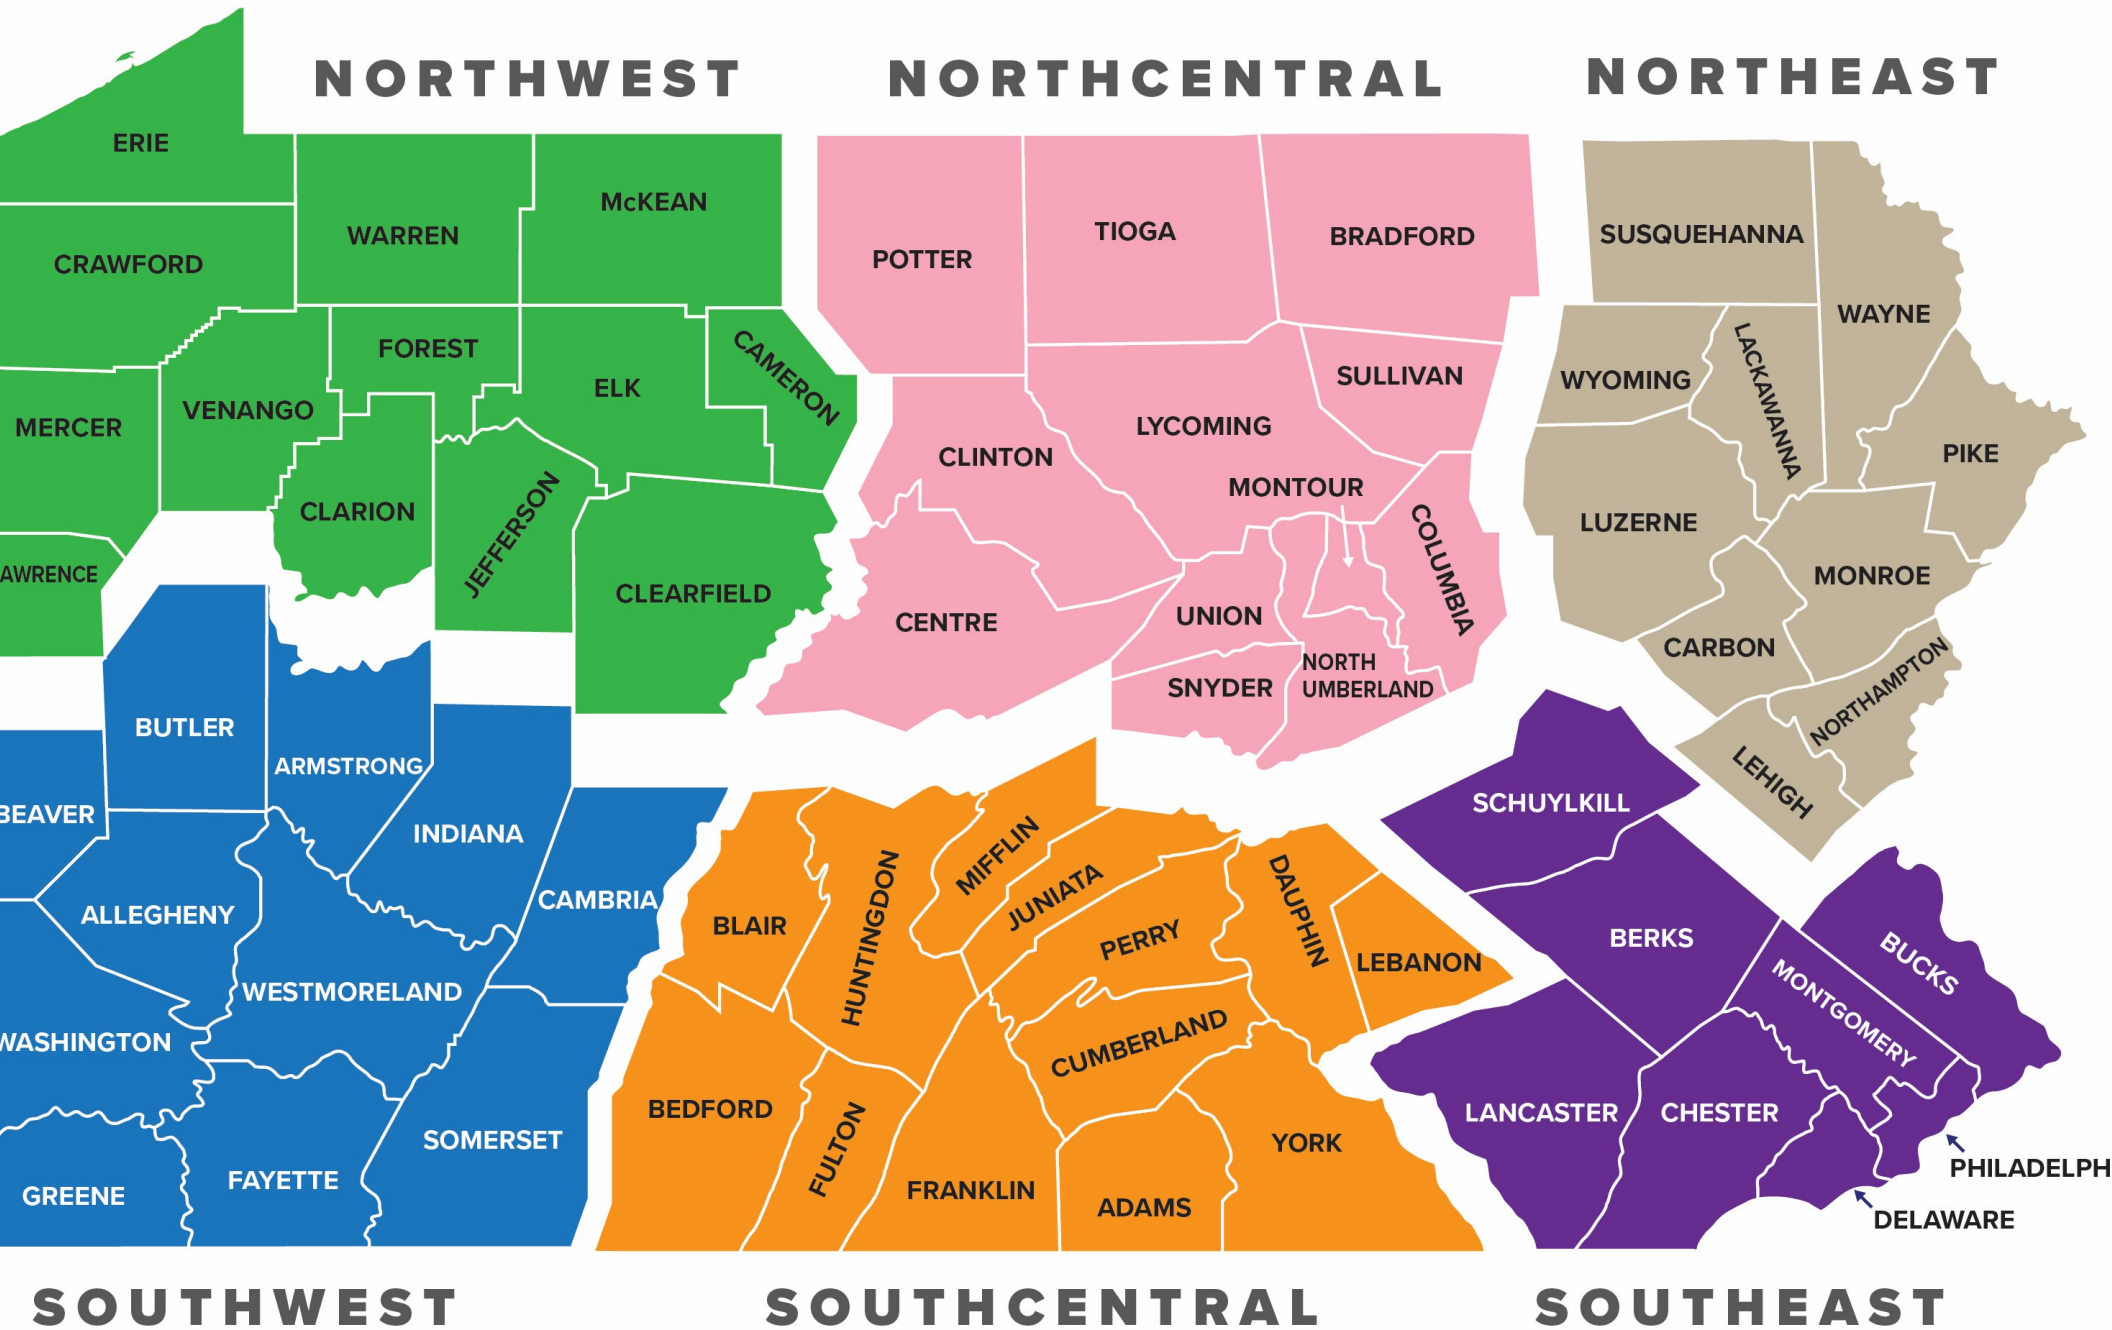 NORTHWEST
NORTHCENTRAL
NORTHEAST
ERIE
WARREN
McKEAN
CRAWFORD
FOREST
ELK
CAMERON
MERCER
VENANGO
CLARION
JEFFERSON
CLEARFIELD
AWRENCE
POTTER
TIOGA
BRADFORD
SULLIVAN
LYCOMING
CLINTON
MONTOUR
COLUMBIA
CENTRE
UNION
SNYDER
NORTH
UMBERLAND
SUSQUEHANNA
WAYNE
WYOMING
LACKAWANNA
PIKE
LUZERNE
MONROE
CARBON
NORTHAMPTON
LEHIGH
BUTLER
ARMSTRONG
BEAVER
INDIANA
ALLEGHENY
CAMBRIA
WESTMORELAND
WASHINGTON
SOMERSET
FAYETTE
GREENE
MIFFLIN
JUNIATA
HUNTINGDON
BLAIR
PERRY
DAUPHIN
LEBANON
CUMBERLAND
BEDFORD
FULTON
FRANKLIN
ADAMS
YORK
SCHUYLKILL
BERKS
BUCKS
MONTGOMERY
LANCASTER
CHESTER
PHILADELPH
DELAWARE
SOUTHWEST
SOUTHCENTRAL
SOUTHEAST